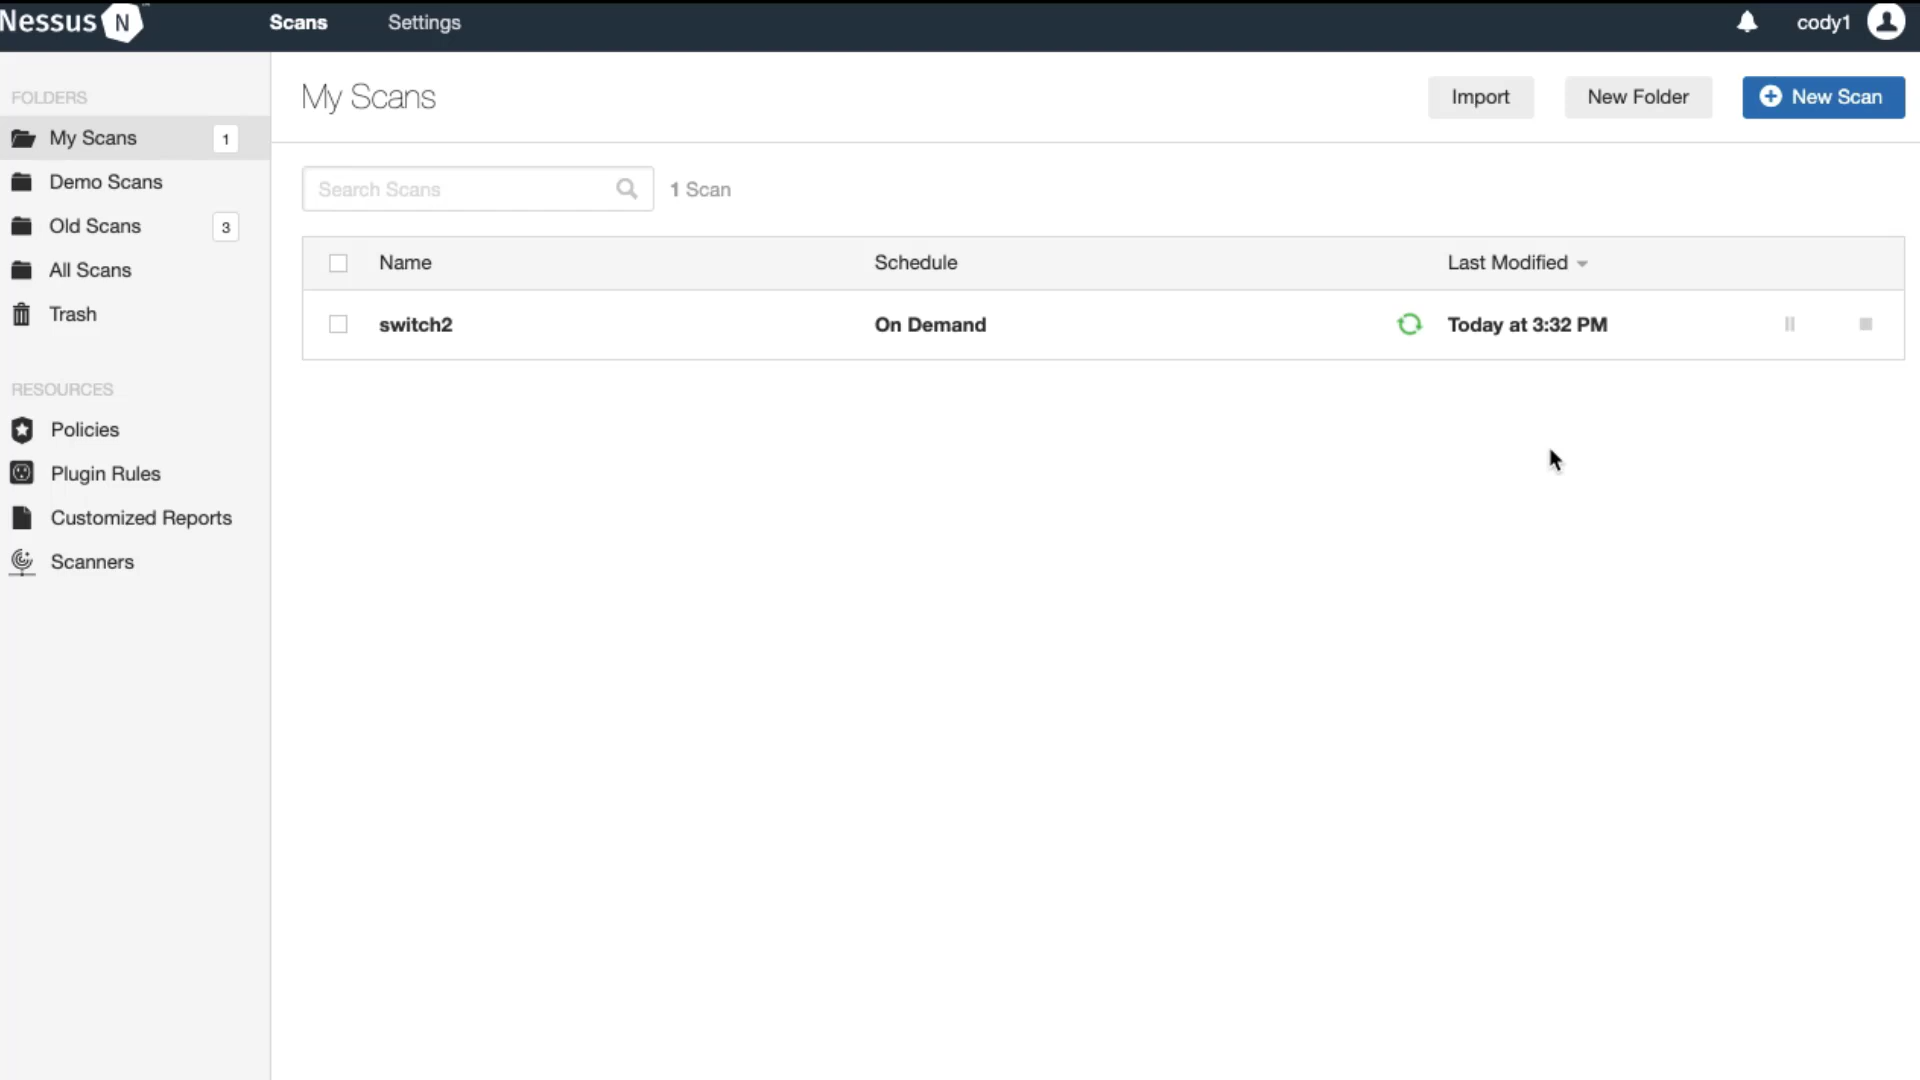 Nessus N
Scans
Settings
cody1
FOLDERS
My Scans 1
Demo Scans
Old Scans 3
All Scans
Trash
RESOURCES
Policies
Plugin Rules
Customized Reports
Scanners
My Scans
Import
New Folder
New Scan
Search Scans
1 Scan
Name Schedule Last Modified
switch2 On Demand Today at 3:32 PM